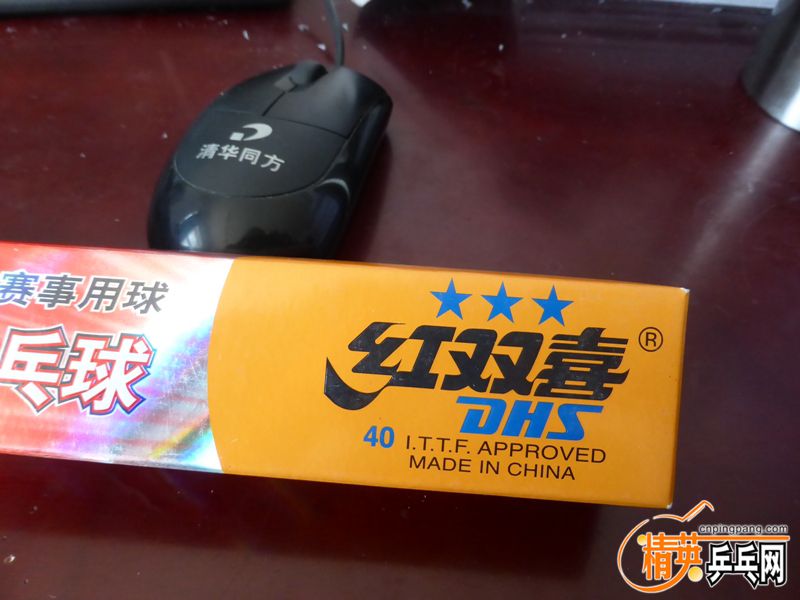 清华同方
赛事用球
乒球
★★★
红双喜®
DHS
40 I.T.T.F. APPROVED
MADE IN CHINA
cnpingpang.com
精英乒乓网